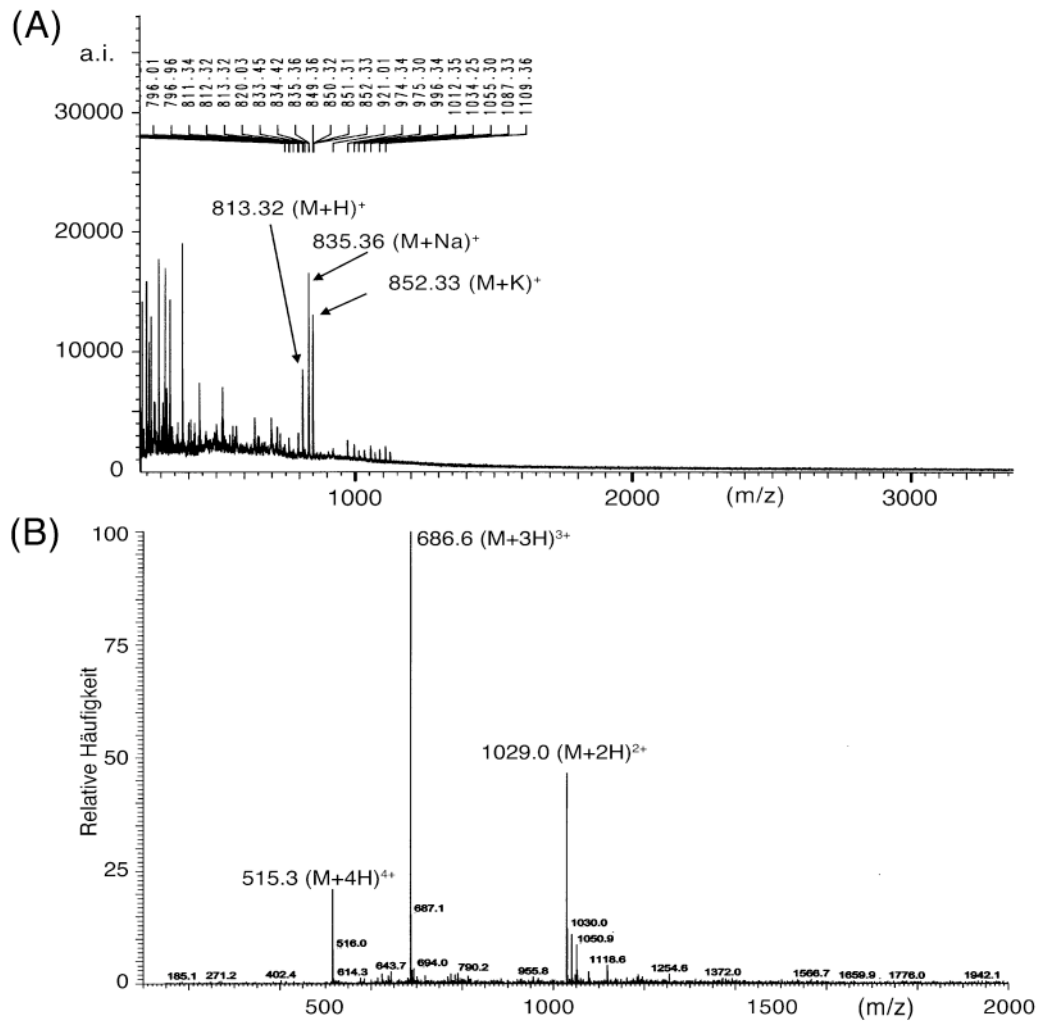 (A)
a.i.
796.01
796.96
811.34
812.32
813.32
820.03
833.45
834.42
835.36
849.36
850.32
851.31
852.33
921.01
974.34
975.30
996.34
1012.35
1034.25
1055.30
1087.33
1109.36
30000
813.32 (M+H)⁺
20000
835.36 (M+Na)⁺
852.33 (M+K)⁺
10000
0
1000 2000 (m/z) 3000
(B)
100
686.6 (M+3H)³⁺
75
Relative Häufigkeit
50
1029.0 (M+2H)²⁺
25
515.3 (M+4H)⁴⁺
687.1
1030.0
516.0
1050.9
614.3 643.7 694.0 790.2 955.8 1118.6 1254.6 1372.0 1566.7 1659.9 1776.0 1942.1
185.1 271.2 402.4
0
500 1000 1500 (m/z) 2000